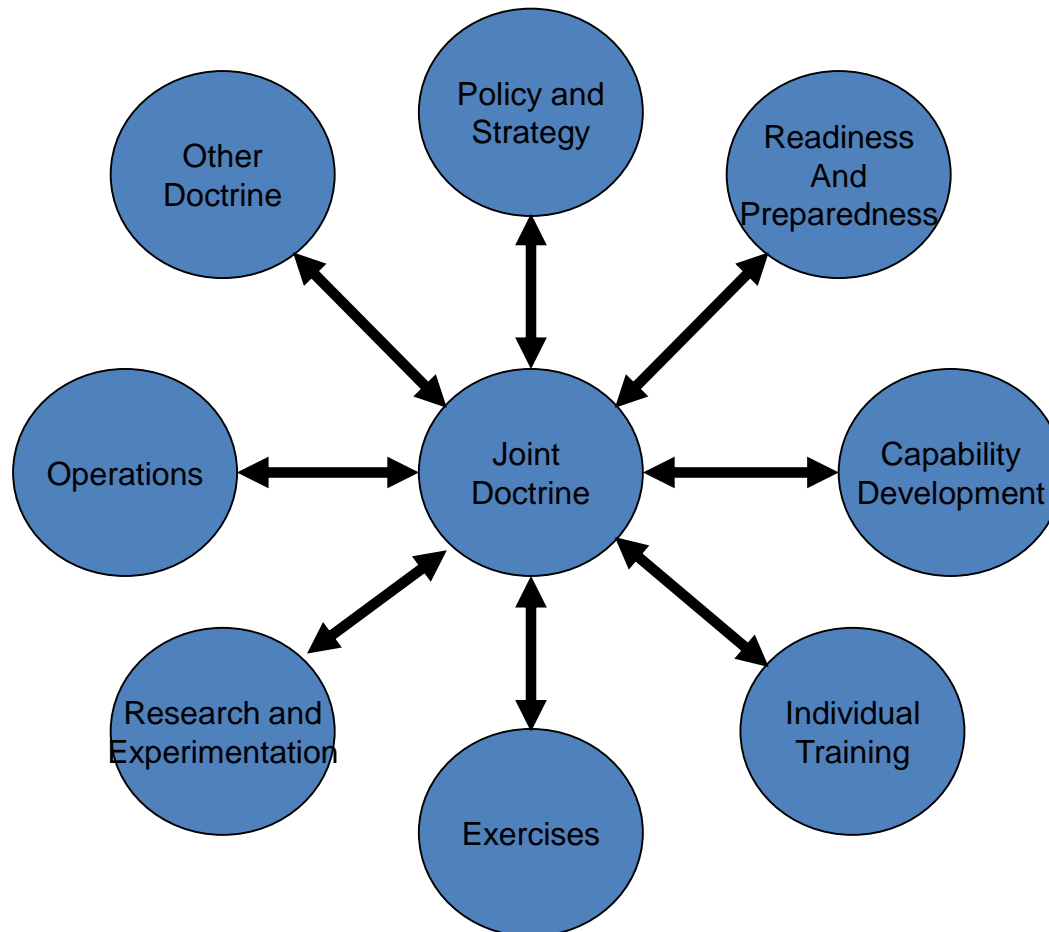 Policy and
Strategy
Readiness
And
Preparedness
Other
Doctrine
Operations
Joint
Doctrine
Capability
Development
Research and
Experimentation
Individual
Training
Exercises